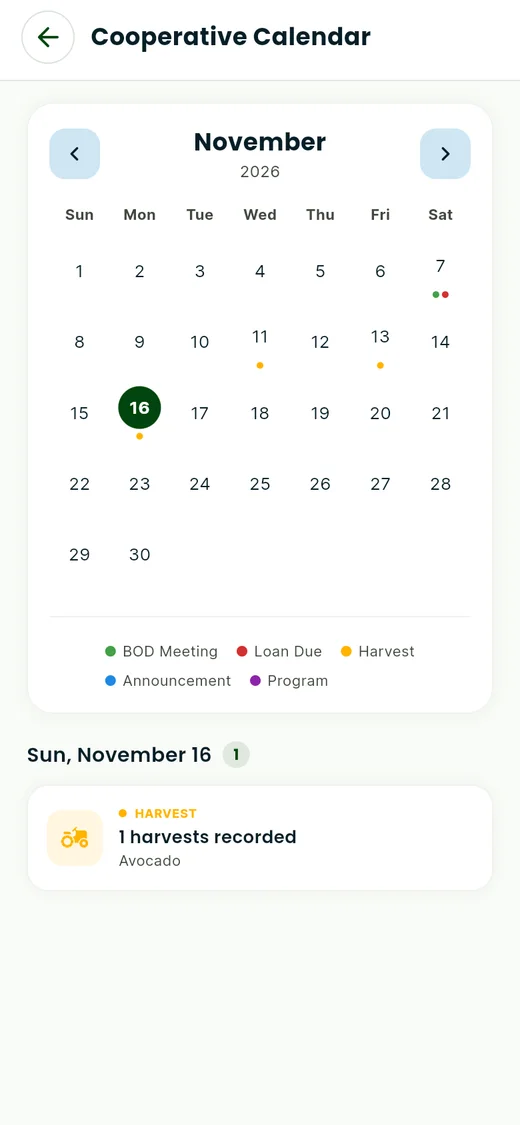 Cooperative Calendar
November
2026
Sun Mon Tue Wed Thu Fri Sat
1 2 3 4 5 6 7
8 9 10 11 12 13 14
15 16 17 18 19 20 21
22 23 24 25 26 27 28
29 30
BOD Meeting Loan Due Harvest
Announcement Program
Sun, November 16 1
HARVEST
1 harvests recorded
Avocado